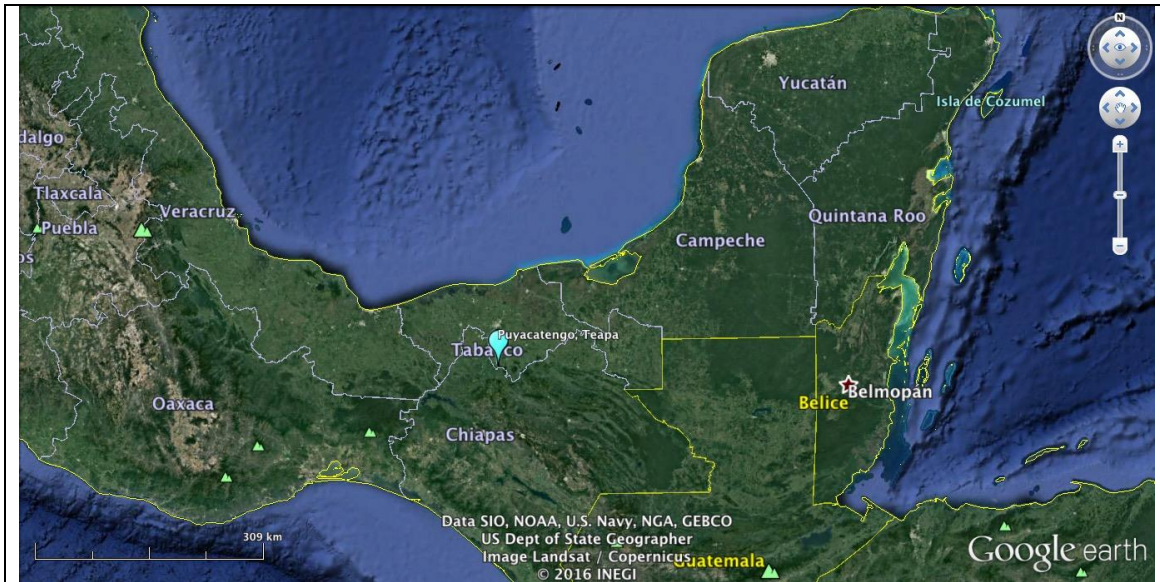 N
Yucatán
Isla de Cozumel
dalgo
Tlaxcala
Veracruz
Puebla
os
Quintana Roo
Campeche
Puyacatengo, Teapa
Tabasco
Belmopán
Belice
Oaxaca
Chiapas
Data SIO, NOAA, U.S. Navy, NGA, GEBCO
US Dept of State Geographer
309 km
Image Landsat / Copernicus
Guatemala
© 2016 INEGI
Google earth